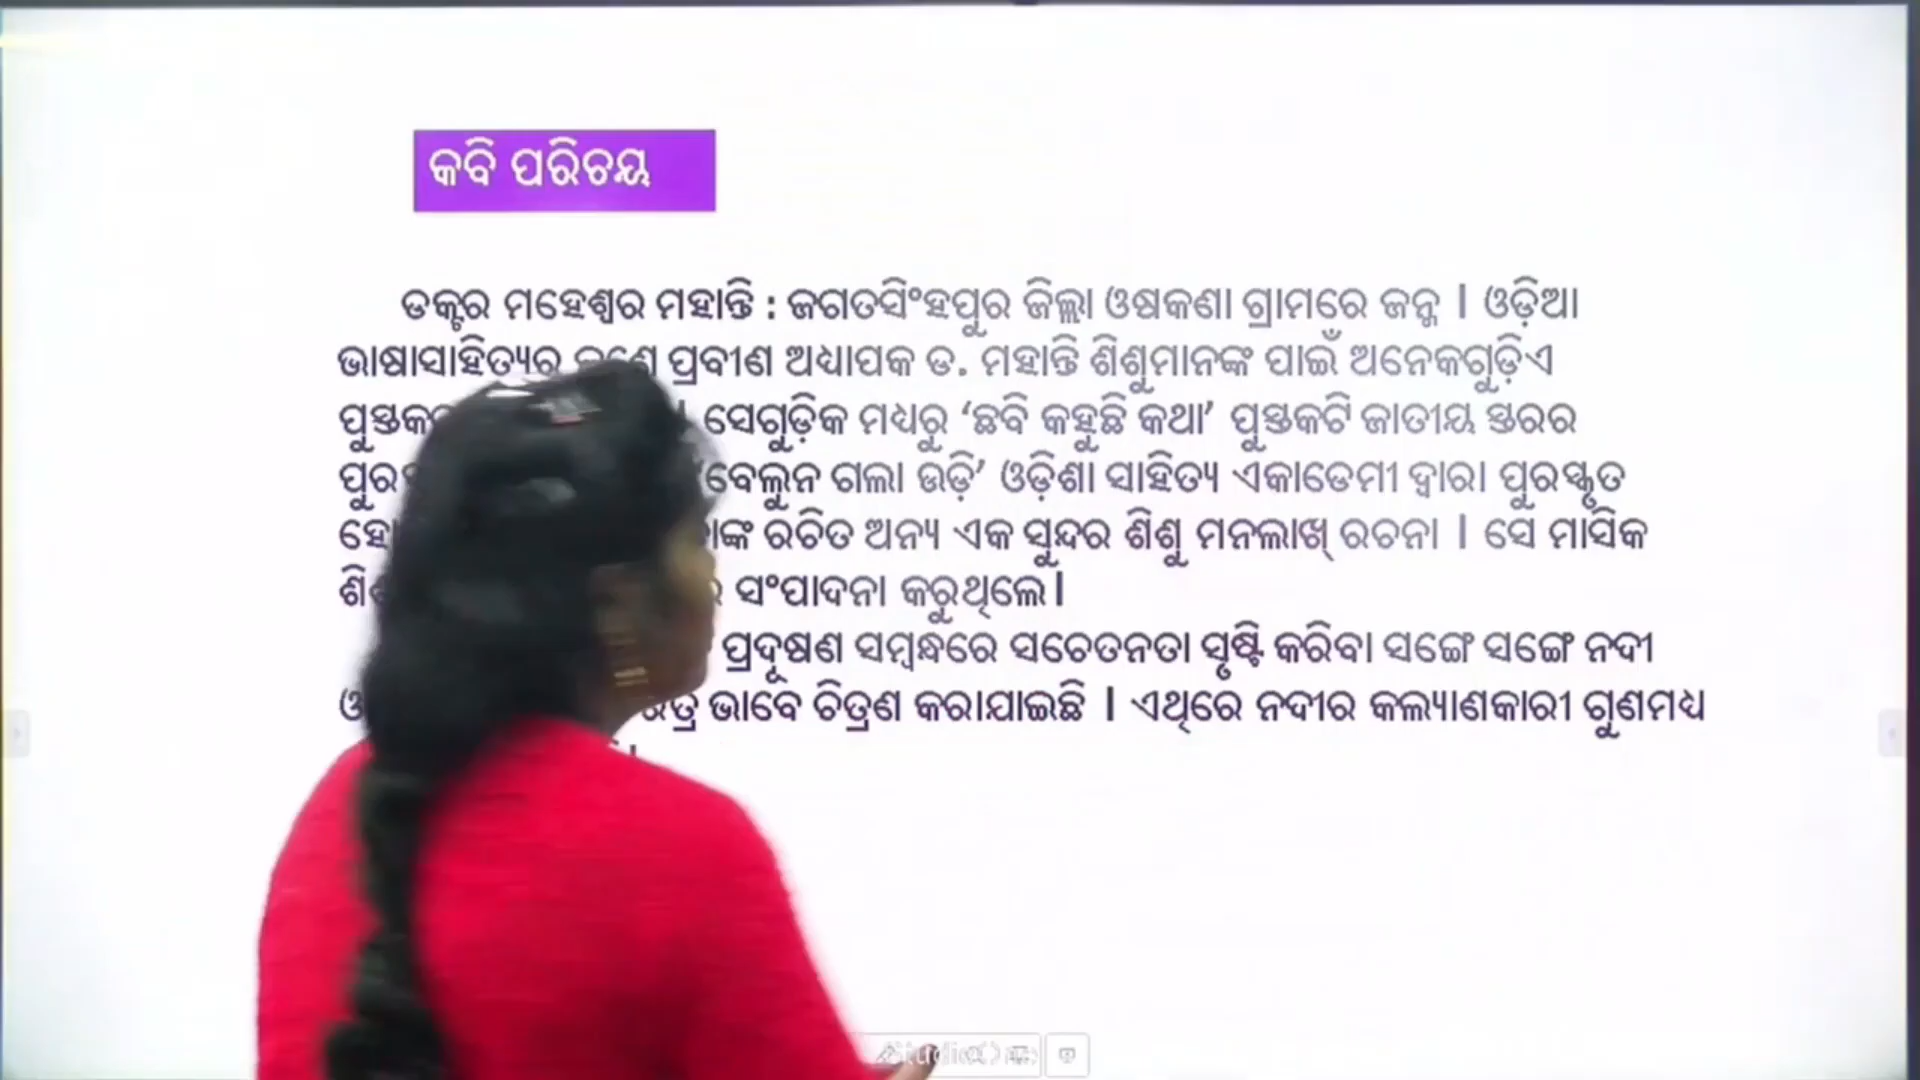 କବି ପରିଚୟ
ଡକ୍ଟର ମହେଶ୍ୱର ମହାନ୍ତି : ଜଗତସିଂହପୁର ଜିଲ୍ଲା ଓଷକଣା ଗ୍ରାମରେ ଜନ୍ମ । ଓଡ଼ିଆ
ଭାଷାସାହିତ୍ୟର ପ୍ରବୀଣ ଅଧ୍ୟାପକ ଡ. ମହାନ୍ତି ଶିଶୁମାନଙ୍କ ପାଇଁ ଅନେକଗୁଡ଼ିଏ
ସେଗୁଡ଼ିକ ମଧ୍ୟରୁ ‘ଛବି କହୁଛି କଥା’ ପୁସ୍ତକଟି ଜାତୀୟ ସ୍ତରର
‘ବେଲୁନ ଗଲା ଉଡ଼ି’ ଓଡ଼ିଶା ସାହିତ୍ୟ ଏକାଡେମୀ ଦ୍ୱାରା ପୁରସ୍କୃତ
ରଚିତ ଅନ୍ୟ ଏକ ସୁନ୍ଦର ଶିଶୁ ମନଲାଖ୍ ରଚନା । ସେ ମାସିକ
ସଂପାଦନା କରୁଥିଲେ।
ପ୍ରଦୂଷଣ ସମ୍ବନ୍ଧରେ ସଚେତନତା ସୃଷ୍ଟି କରିବା ସଙ୍ଗେ ସଙ୍ଗେ ନଦୀ
ଭାବେ ଚିତ୍ରଣ କରାଯାଇଛି । ଏଥିରେ ନଦୀର କଲ୍ୟାଣକାରୀ ଗୁଣମଧ୍ୟ